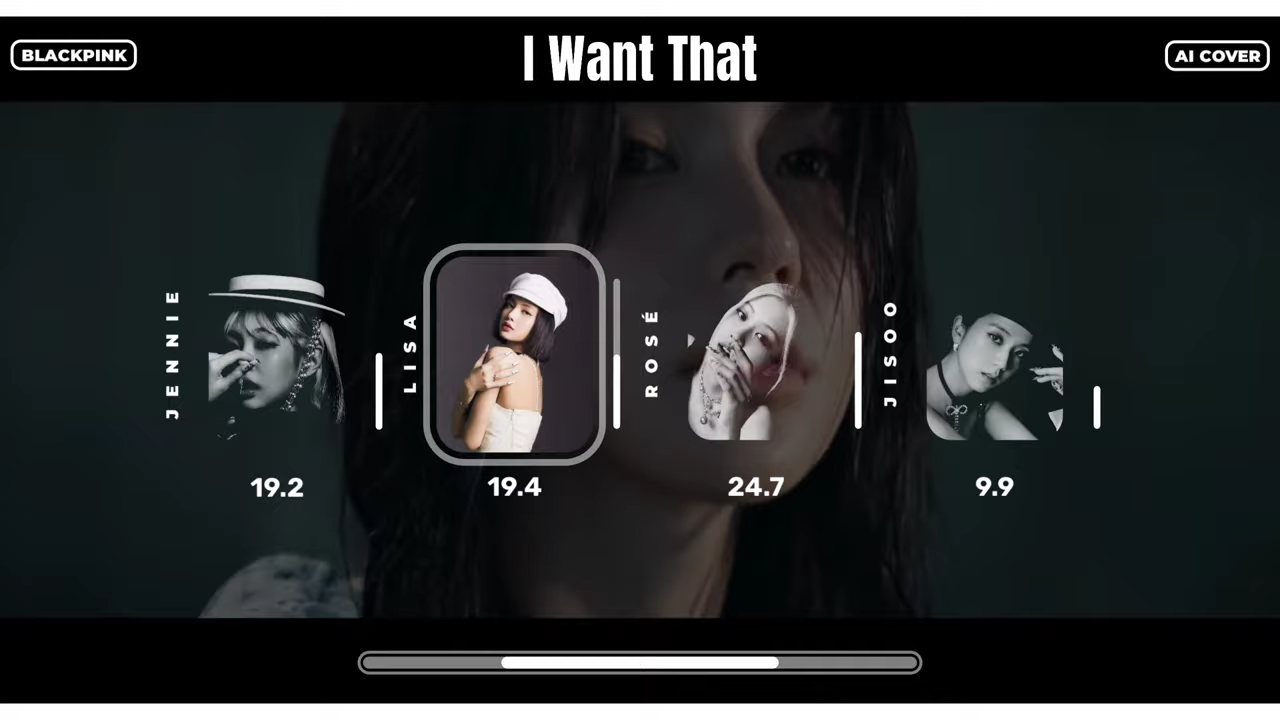 BLACKPINK
I Want That
AI COVER
JENNIE
LISA
ROSÉ
JISOO
19.2
19.4
24.7
9.9